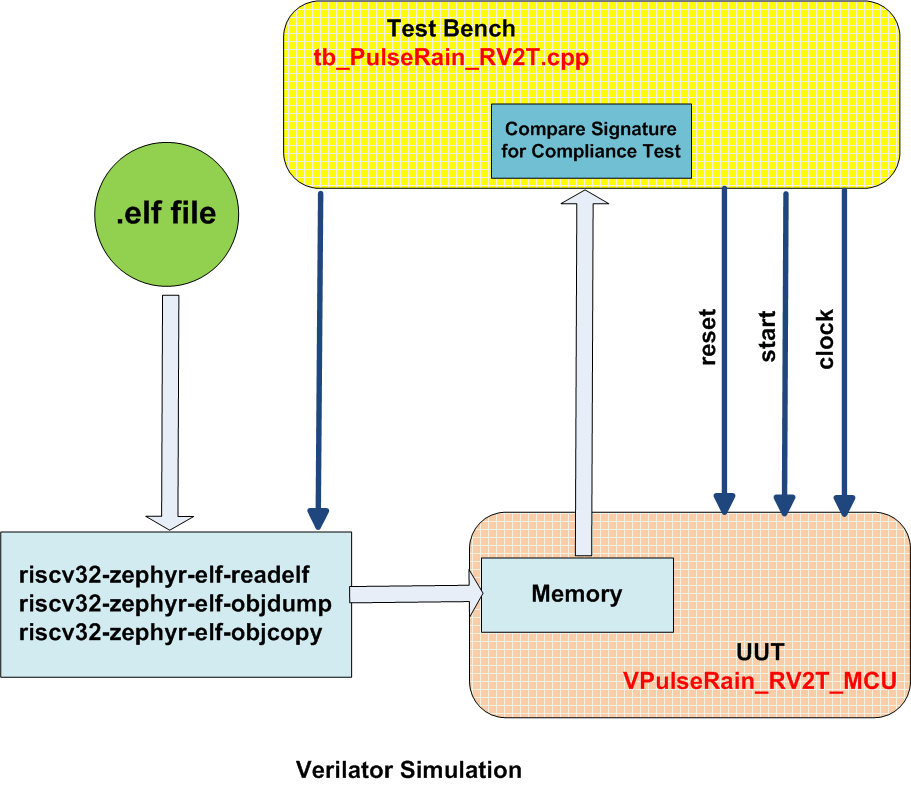 Test Bench
tb_PulseRain_RV2T.cpp
Compare Signature
for Compliance Test
.elf file
reset
start
clock
riscv32-zephyr-elf-readelf
riscv32-zephyr-elf-objdump
riscv32-zephyr-elf-objcopy
Memory
UUT
VPulseRain_RV2T_MCU
Verilator Simulation